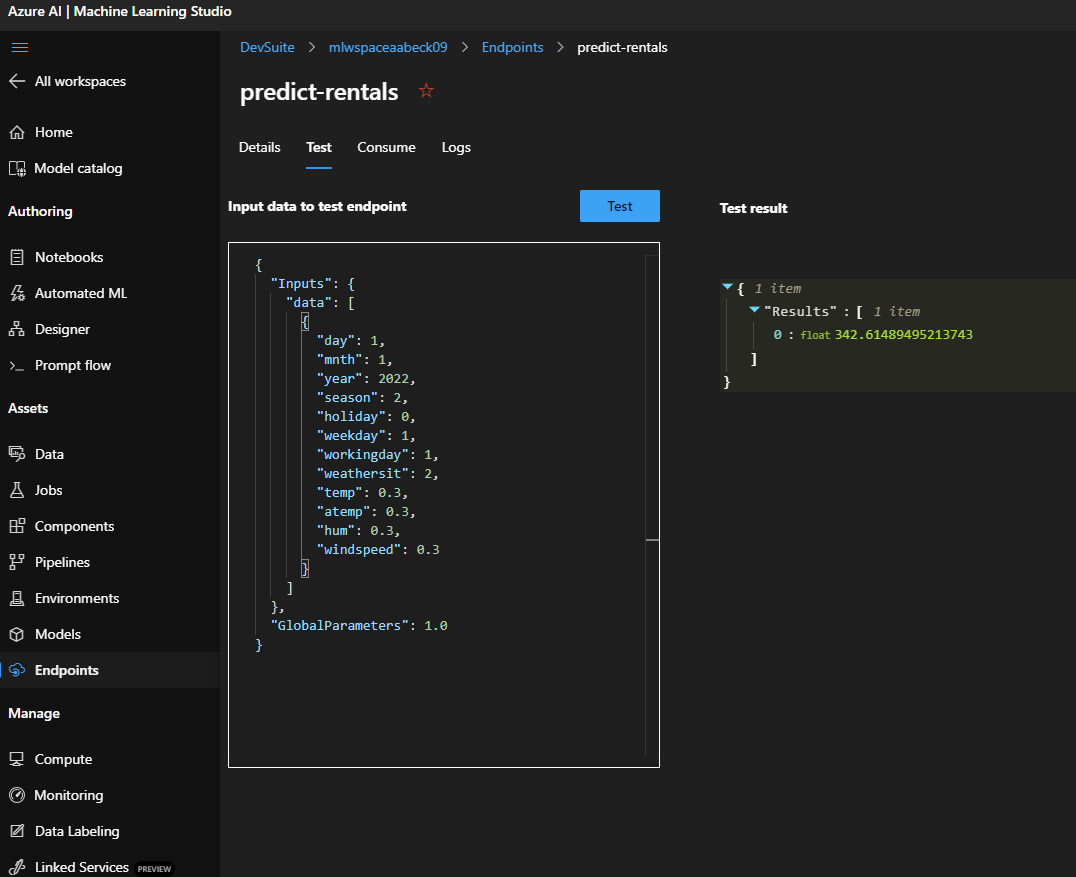 Azure AI | Machine Learning Studio
All workspaces
Home
Model catalog
Authoring
Notebooks
Automated ML
Designer
Prompt flow
Assets
Data
Jobs
Components
Pipelines
Environments
Models
Endpoints
Manage
Compute
Monitoring
Data Labeling
Linked Services PREVIEW
DevSuite > mlwspaceaabeck09 > Endpoints > predict-rentals
predict-rentals
Details Test Consume Logs
Input data to test endpoint
Test
{
"Inputs": {
"data": [
{
"day": 1,
"mnth": 1,
"year": 2022,
"season": 2,
"holiday": 0,
"weekday": 1,
"workingday": 1,
"weathersit": 2,
"temp": 0.3,
"atemp": 0.3,
"hum": 0.3,
"windspeed": 0.3
}
]
},
"GlobalParameters": 1.0
}
Test result
{ 1 item
"Results" : [ 1 item
0 : float 342.61489495213743
]
}